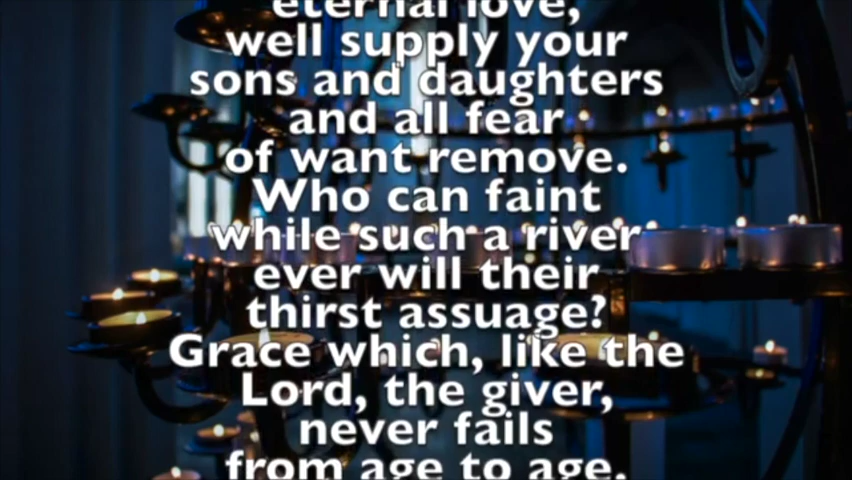 eternal love,
well supply your
sons and daughters
and all fear
of want remove.
Who can faint
while such a river
ever will their
thirst assuage?
Grace which, like the
Lord, the giver,
never fails
from age to age.